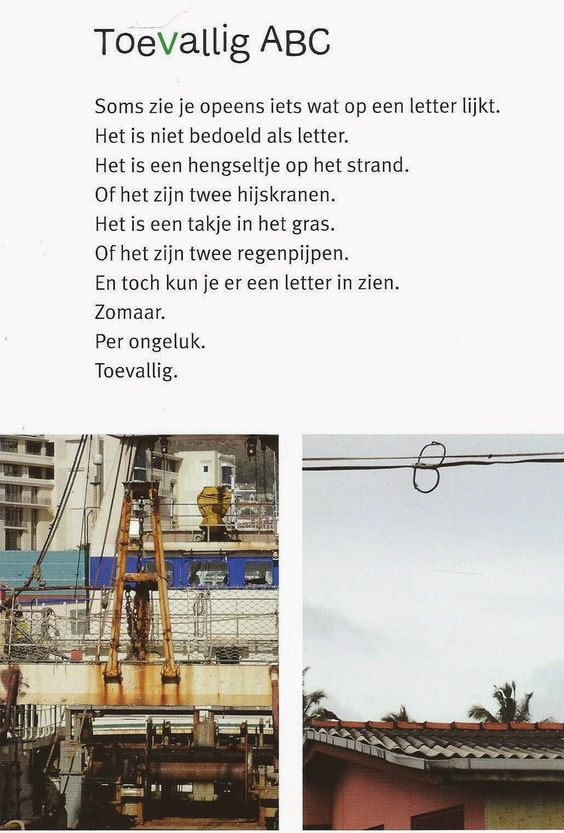 Toevallig ABC
Soms zie je opeens iets wat op een letter lijkt.
Het is niet bedoeld als letter.
Het is een hengseltje op het strand.
Of het zijn twee hijskranen.
Het is een takje in het gras.
Of het zijn twee regenpijpen.
En toch kun je er een letter in zien.
Zomaar.
Per ongeluk.
Toevallig.